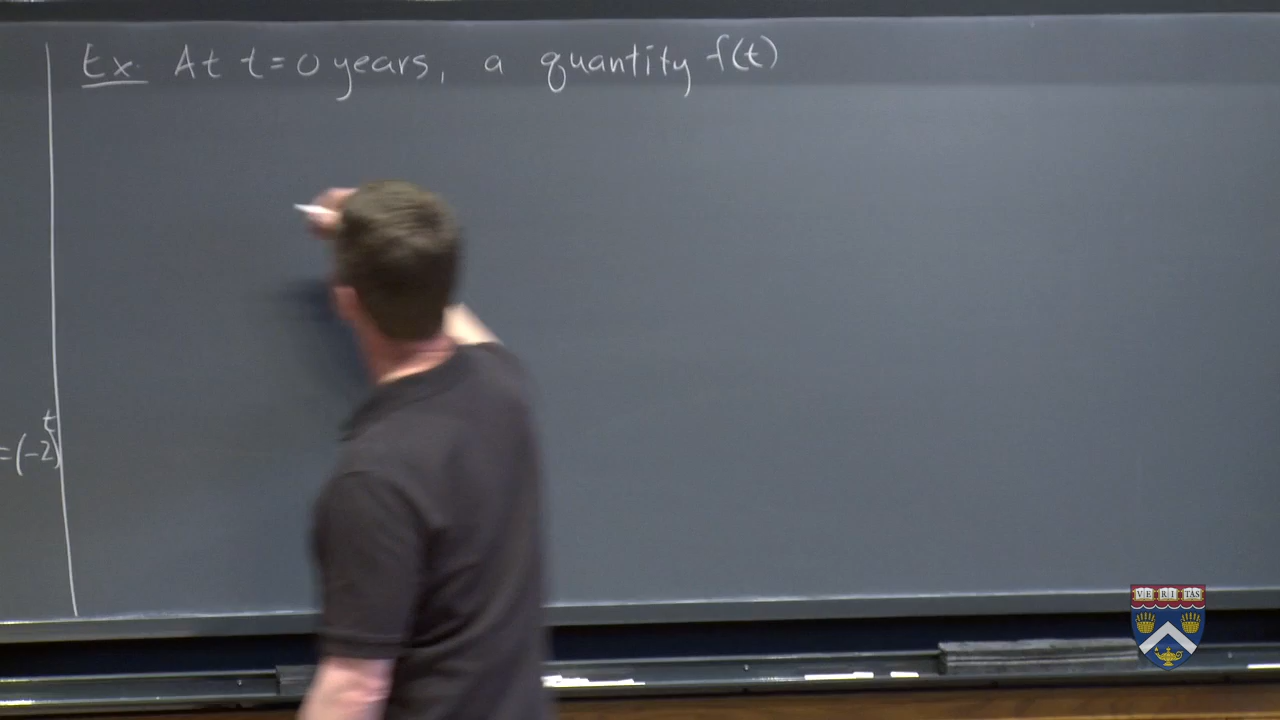 Ex. At t=0 years, a quantity f(t)
=(-2)^t
VE RI TAS